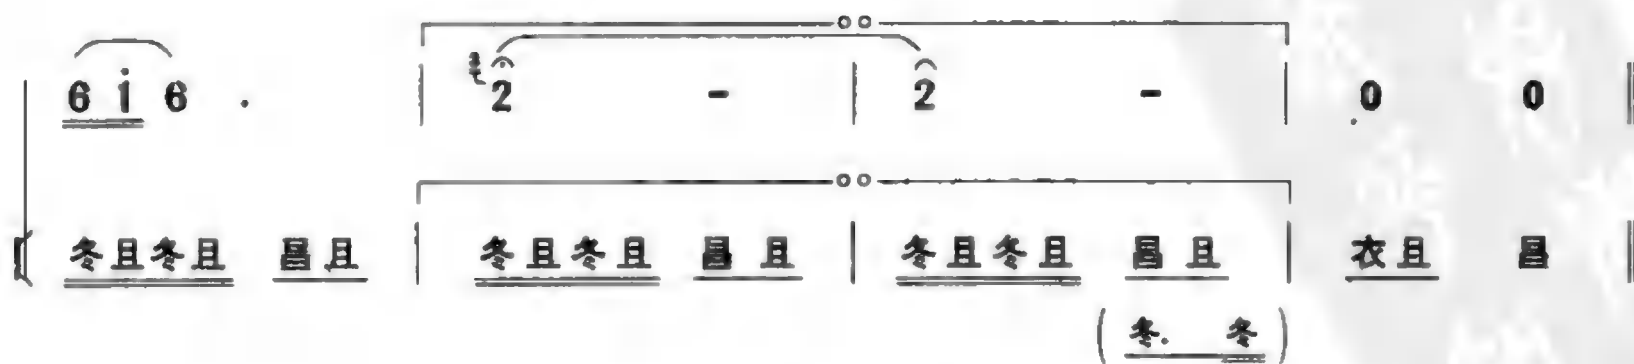 6 i 6 . | 2 - | 2 - | 0 0 ‖
冬且冬且 昌且 | 冬且冬且 昌且 | 冬且冬且 昌且 | 衣且 昌 ‖
(冬. 冬)